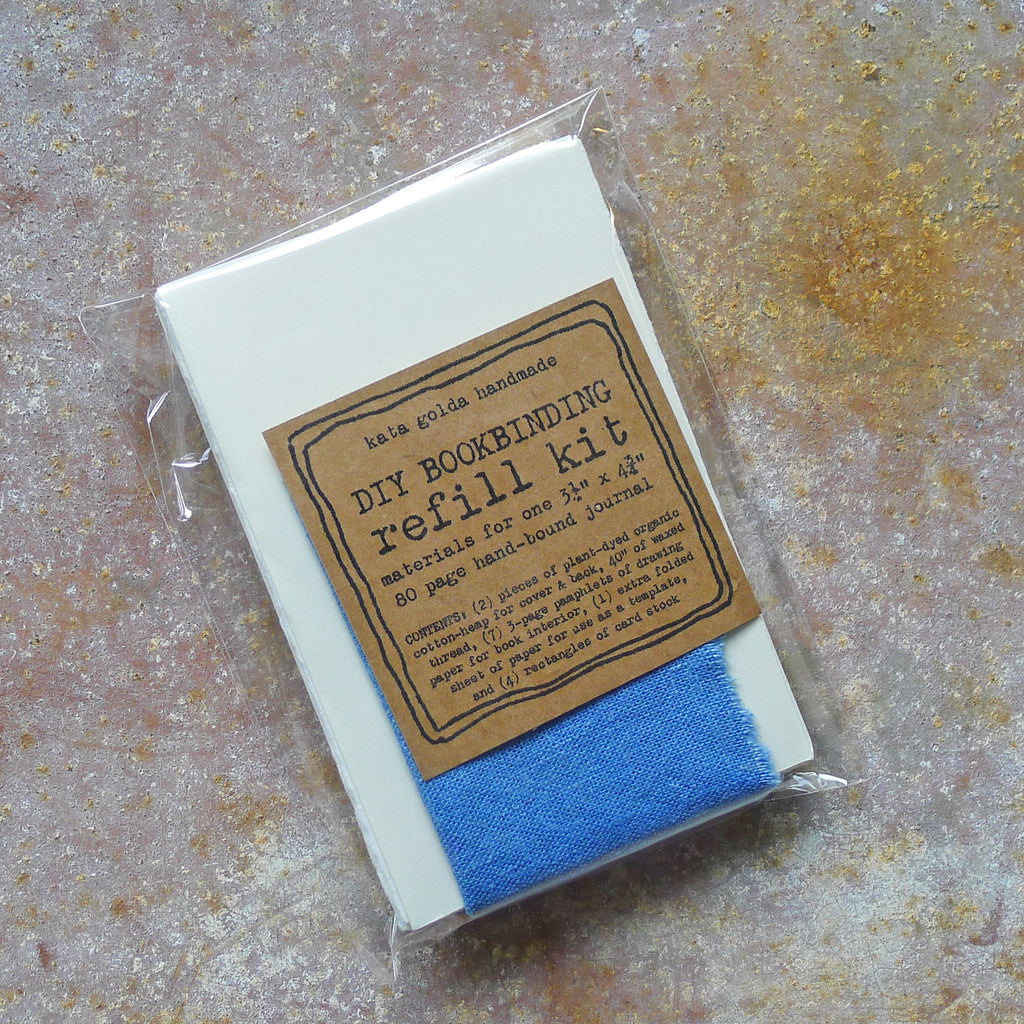 kata golda handmade
DIY BOOKBINDING
refill kit
materials for one 3½" x 4¾"
80 page hand-bound journal
CONTENTS, (2) pieces of plant-dyed organic
cotton-hemp for cover & back, 40" of waxed
thread, (7) 3-page pamphlets of drawing
paper for book interior, (1) extra folded
sheet of paper for use as a template,
and (4) rectangles of card stock